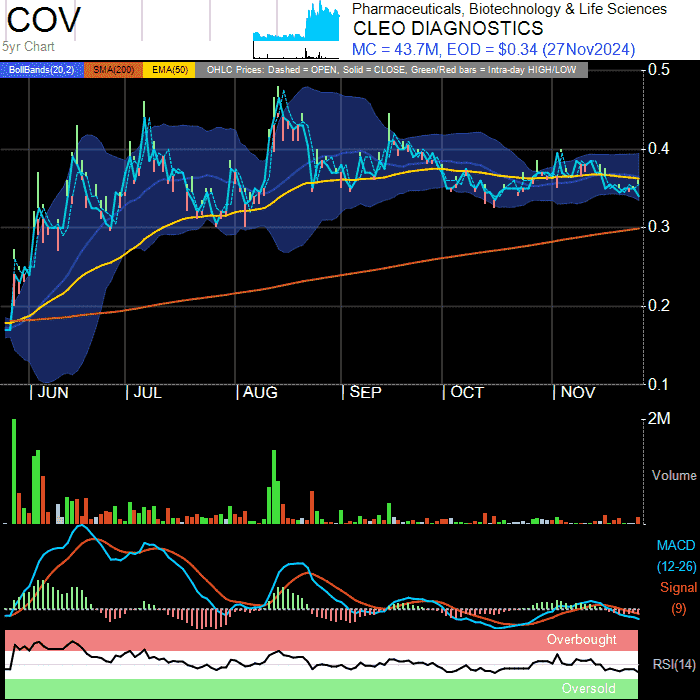 COV
5yr Chart
Pharmaceuticals, Biotechnology & Life Sciences
CLEO DIAGNOSTICS
MC = 43.7M, EOD = $0.34 (27Nov2024)
BollBands(20,2) SMA(200) EMA(50) OHLC Prices: Dashed = OPEN, Solid = CLOSE, Green/Red bars = Intra-day HIGH/LOW
0.5
0.4
0.3
0.2
0.1
JUN JUL AUG SEP OCT NOV
2M
Volume
MACD
(12-26)
Signal
(9)
Overbought
RSI(14)
Oversold